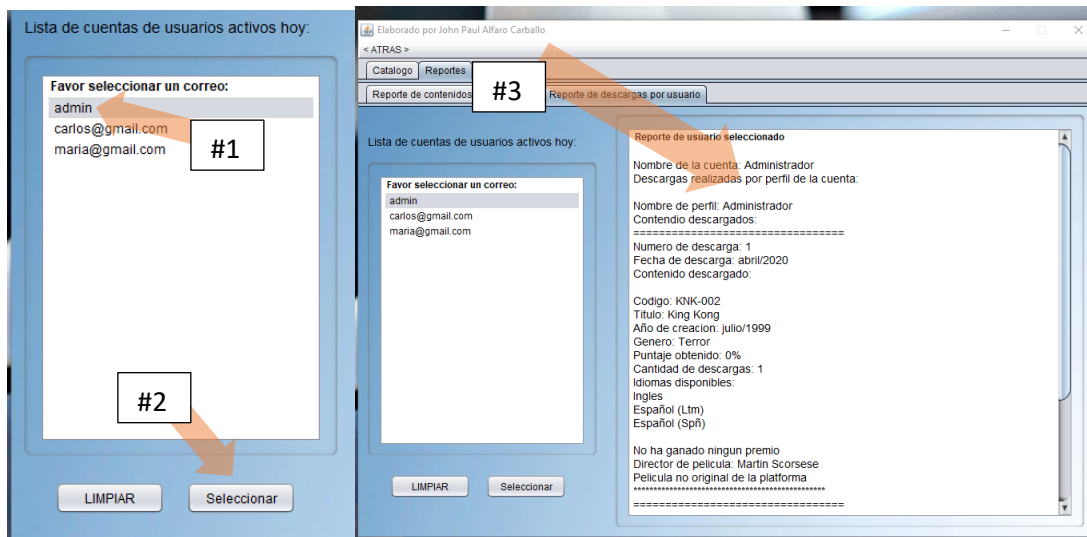 Lista de cuentas de usuarios activos hoy:
Favor seleccionar un correo:
admin
carlos@gmail.com
maria@gmail.com
#1
#2
LIMPIAR
Seleccionar
Elaborado por John Paul Alfaro Carballo
< ATRAS >
Catalogo
Reportes
#3
Reporte de contenidos
Reporte de descargas por usuario
Lista de cuentas de usuarios activos hoy:
Favor seleccionar un correo:
admin
carlos@gmail.com
maria@gmail.com
LIMPIAR
Seleccionar
Reporte de usuario seleccionado
Nombre de la cuenta: Administrador
Descargas realizadas por perfil de la cuenta:
Nombre de perfil: Administrador
Contendio descargados:
=================================
Numero de descarga: 1
Fecha de descarga: abril/2020
Contenido descargado:
Codigo: KNK-002
Titulo: King Kong
Año de creacion: julio/1999
Genero: Terror
Puntaje obtenido: 0%
Cantidad de descargas: 1
Idiomas disponibles:
Ingles
Español (Ltm)
Español (Spñ)
No ha ganado ningun premio
Director de pelicula: Martin Scorsese
Pelicula no original de la platforma
************************************************
=================================